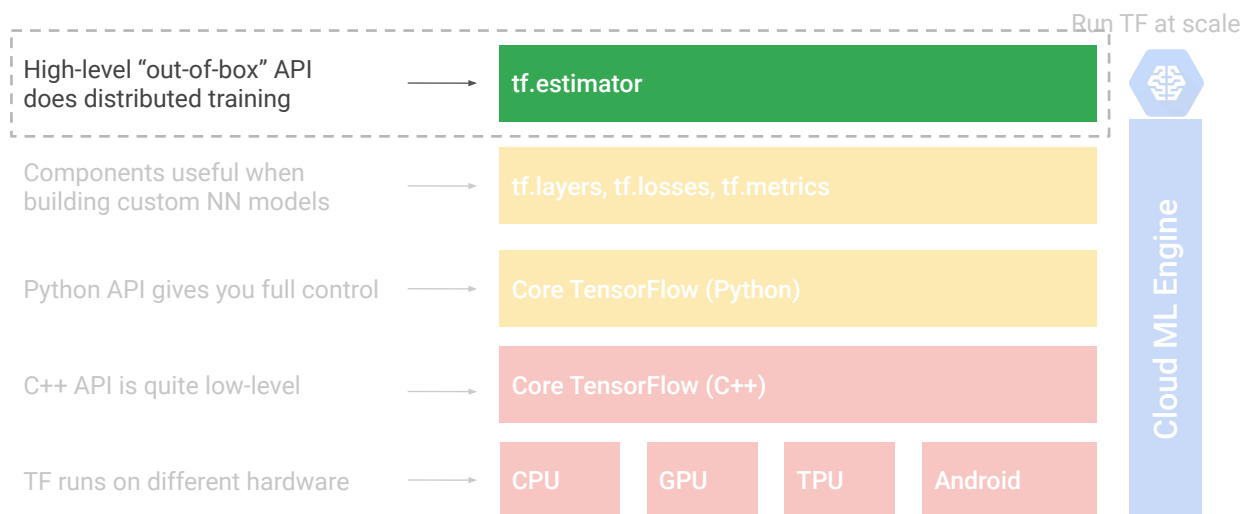 Run TF at scale
High-level “out-of-box” API
does distributed training
tf.estimator
Components useful when
building custom NN models
tf.layers, tf.losses, tf.metrics
Python API gives you full control
Core TensorFlow (Python)
C++ API is quite low-level
Core TensorFlow (C++)
TF runs on different hardware
CPU
GPU
TPU
Android
Cloud ML Engine